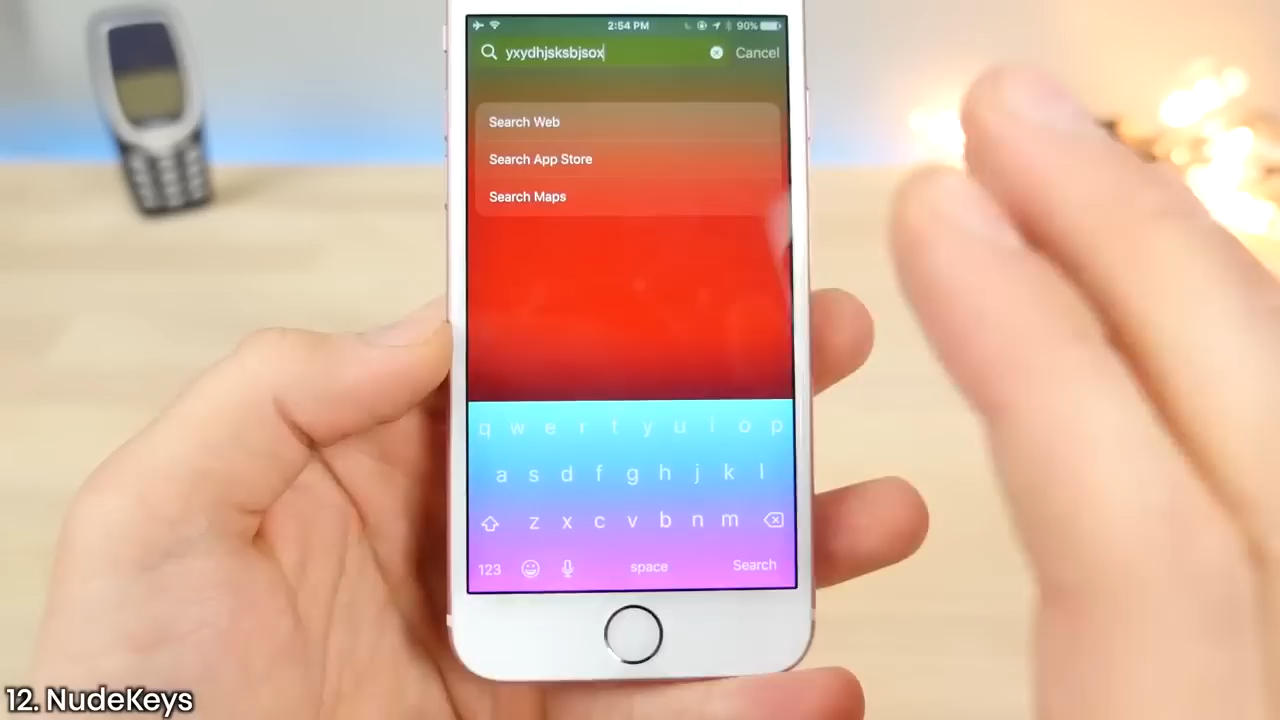 2:54 PM 90%
yxydhjsksbjsox Cancel
Search Web
Search App Store
Search Maps
q w e r t y u i o p
a s d f g h j k l
z x c v b n m
123 space Search
12. NudeKeys